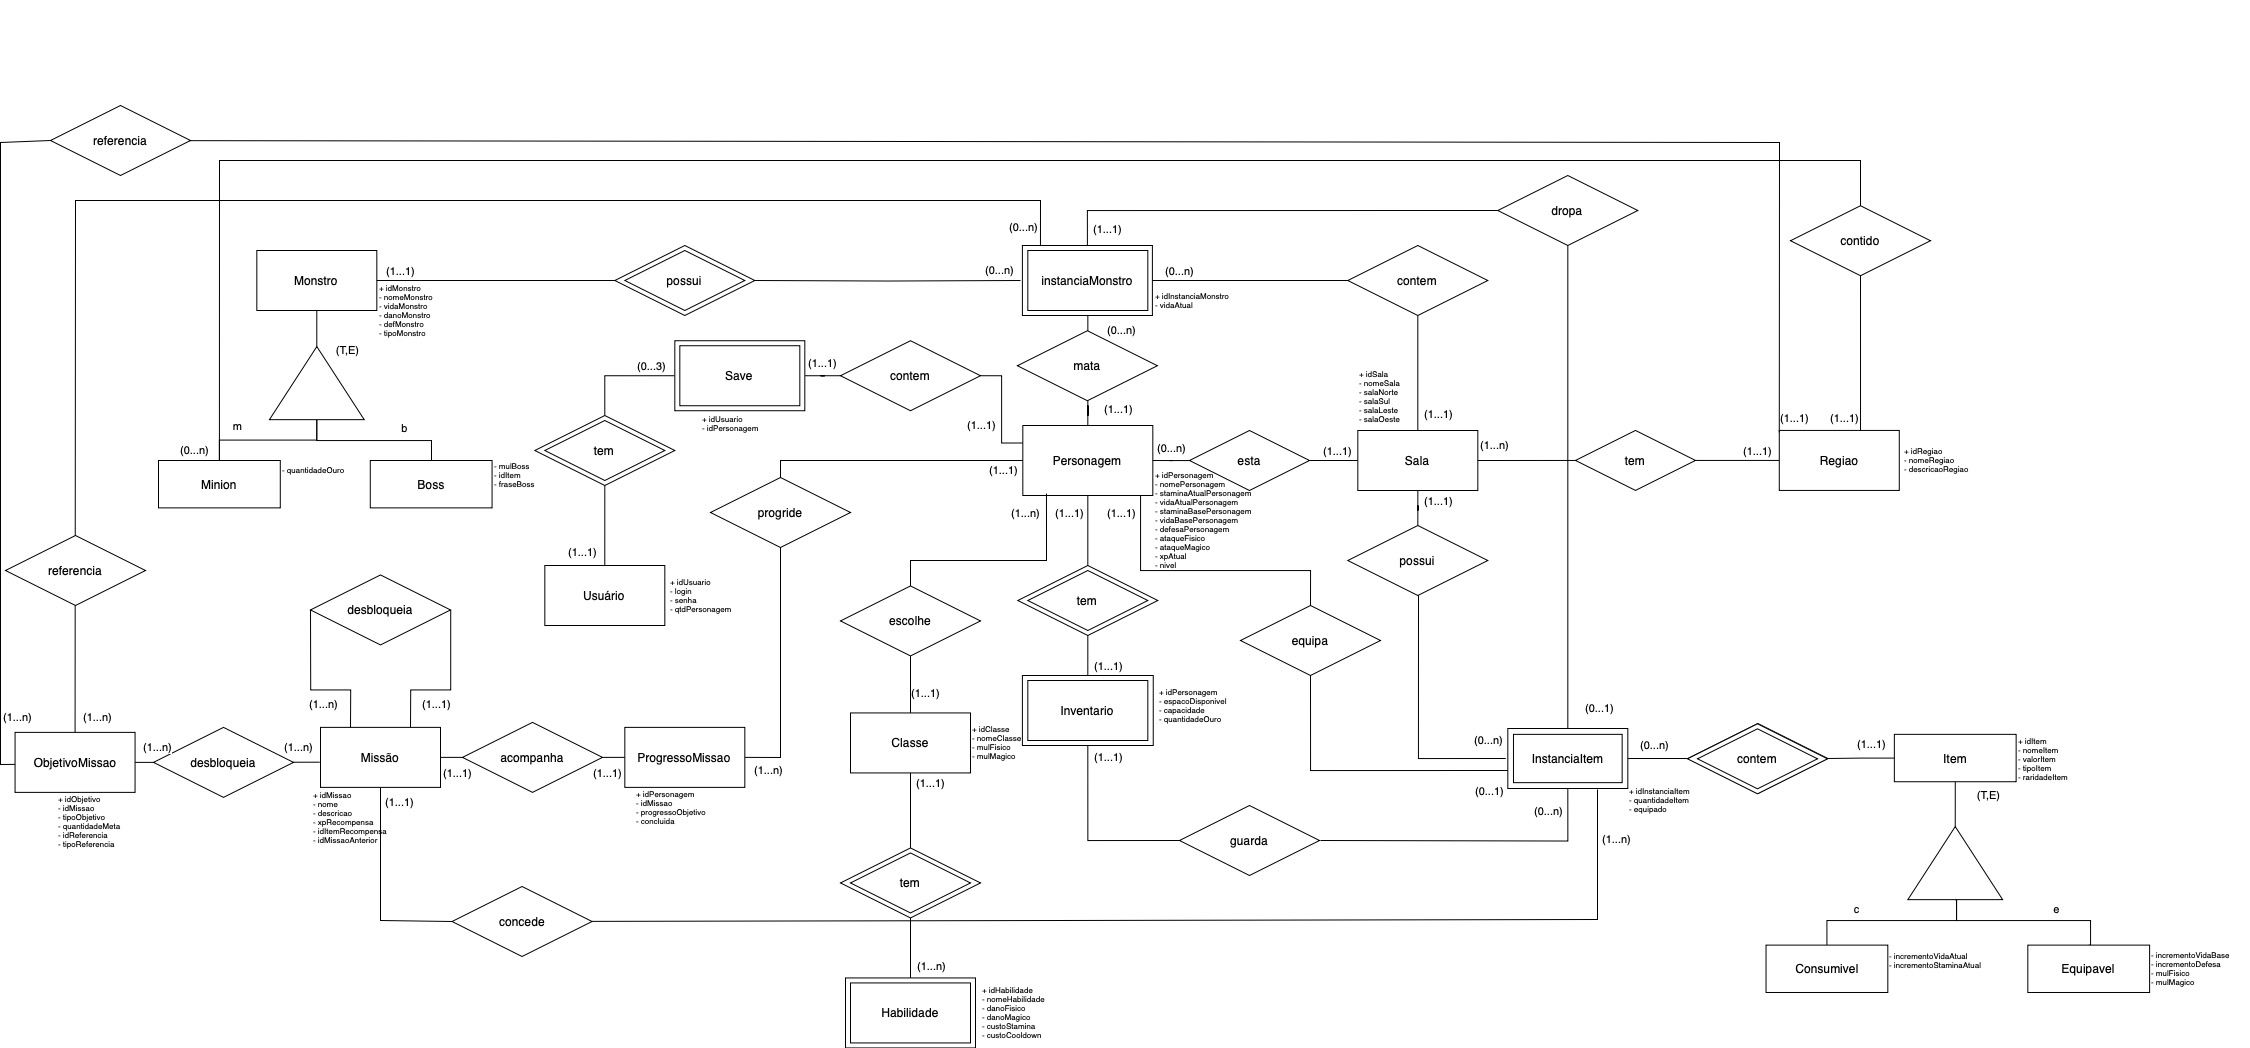 referencia
dropa
(0...n)
(1...1)
contido
Monstro
(1...1)
possui
(0...n)
instanciaMonstro
(0...n)
contem
+ idMonstro
- nomeMonstro
- vidaMonstro
- danoMonstro
- defMonstro
- tipoMonstro
+ idInstanciaMonstro
- vidaAtual
(T,E)
(0...n)
mata
(1...1)
(0...3)
Save
(1...1)
contem
(1...1)
+ idUsuario
- idPersonagem
+ idSala
- nomeSala
- salaNorte
- salaSul
- salaLeste
- salaOeste
(1...1)
(1...1)
(1...1)
m
b
(0...n)
Minion
- quantidadeOuro
Boss
- mulBoss
- idItem
- fraseBoss
tem
(1...1)
Personagem
(0...n)
esta
(1...1)
Sala
(1...n)
tem
(1...1)
Regiao
+ idRegiao
- nomeRegiao
- descricaoRegiao
+ idPersonagem
- nomePersonagem
- staminaAtualPersonagem
- vidaAtualPersonagem
- staminaBasePersonagem
- vidaBasePersonagem
- defesaPersonagem
- ataqueFisico
- ataqueMagico
- xpAtual
- nivel
(1...n)
(1...1)
(1...1)
(1...1)
progride
possui
referencia
(1...1)
Usuário
+ idUsuario
- login
- senha
- qtdPersonagem
desbloqueia
escolhe
tem
equipa
(1...n)
(1...1)
(1...1)
(1...1)
Inventario
+ idPersonagem
- espacoDisponivel
- capacidade
- quantidadeOuro
(0...1)
(1...n)
(1...n)
ObjetivoMissao
(1...n)
desbloqueia
(1...n)
Missão
(1...1)
acompanha
(1...1)
ProgressoMissao
(1...n)
Classe
+ idClasse
- nomeClasse
- mulFisico
- mulMagico
(1...1)
(0...n)
InstanciaItem
(0...n)
contem
(1...1)
Item
+ idItem
- nomeItem
- valorItem
- tipoItem
- raridadeItem
+ idObjetivo
- idMissao
- tipoObjetivo
- quantidadeMeta
- idReferencia
- tipoReferencia
+ idMissao
- nome
- descricao
- xpRecompensa
- idItemRecompensa
- idMissaoAnterior
(1...1)
+ idPersonagem
- idMissao
- progressoObjetivo
- concluida
(1...1)
(0...1)
(0...n)
+ idInstanciaItem
- quantidadeItem
- equipado
(T,E)
guarda
(1...n)
tem
concede
c
e
(1...n)
Habilidade
+ idHabilidade
- nomeHabilidade
- danoFisico
- danoMagico
- custoStamina
- custoCooldown
Consumivel
- incrementoVidaAtual
- incrementoStaminaAtual
Equipavel
- incrementoVidaBase
- incrementoDefesa
- mulFisico
- mulMagico